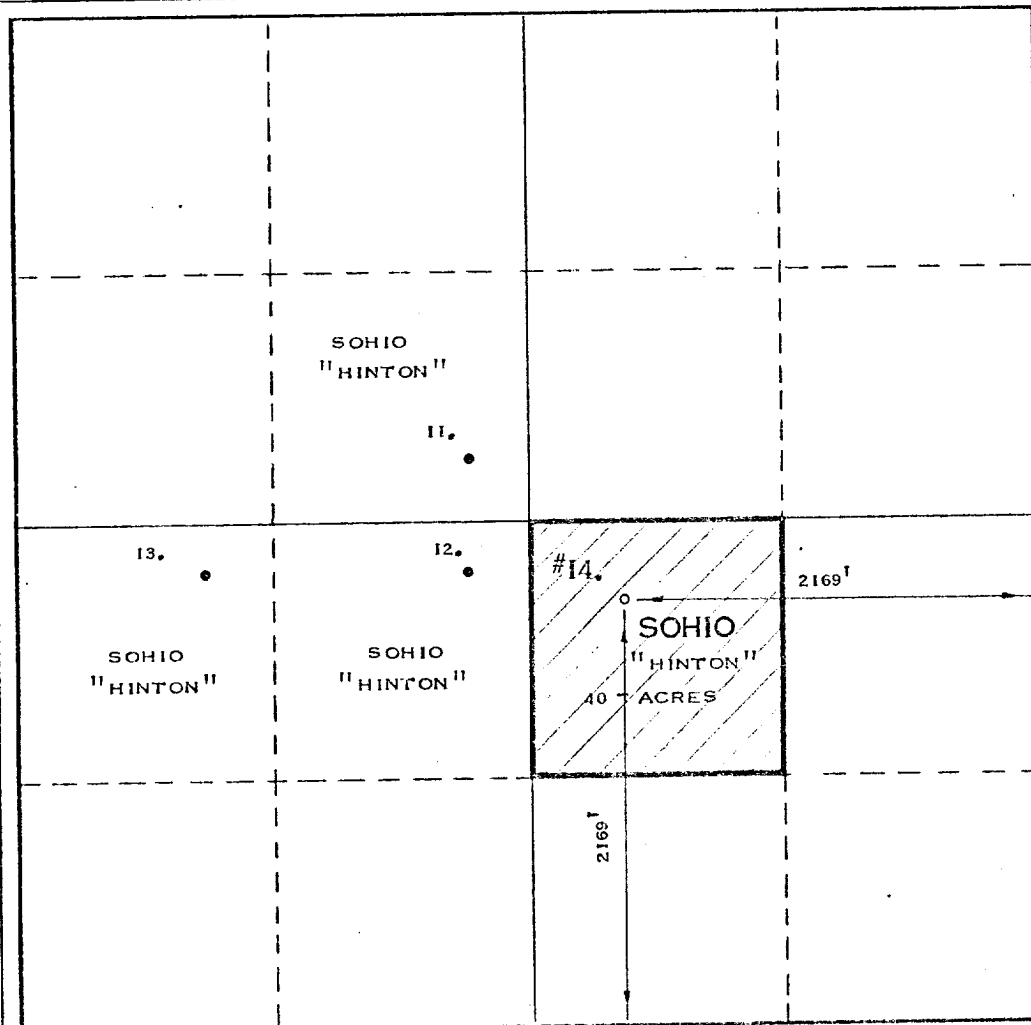 SOHIO
"HINTON"
11.
13.
12.
#14.
2169'
SOHIO
"HINTON"
SOHIO
"HINTON"
SOHIO
"HINTON"
40 - ACRES
2169'